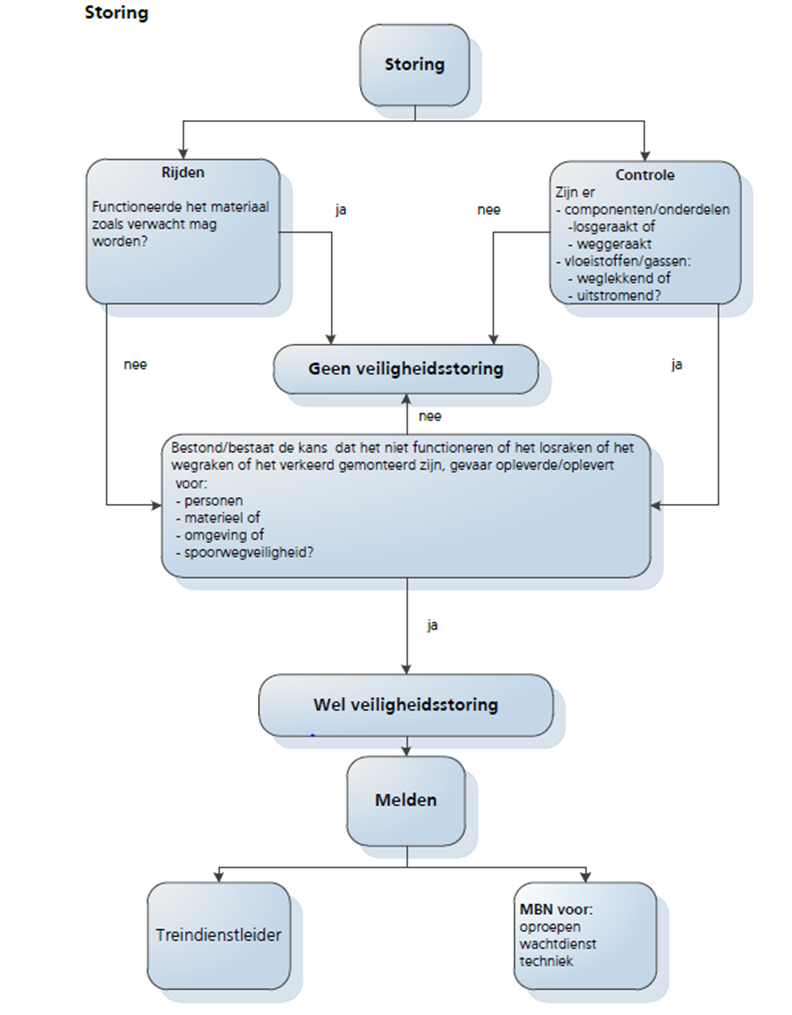 Storing
Storing
Rijden
Functioneerde het materiaal
zoals verwacht mag
worden?
ja
nee
Controle
Zijn er
- componenten/onderdelen
-losgeraakt of
- weggeraakt
- vloeistoffen/gassen:
- weglekkend of
- uitstromend?
nee
ja
Geen veiligheidsstoring
nee
Bestond/bestaat de kans dat het niet functioneren of het losraken of het
wegraken of het verkeerd gemonteerd zijn, gevaar opleverde/oplevert
voor:
- personen
- materieel of
- omgeving of
- spoorwegveiligheid?
ja
Wel veiligheidsstoring
Melden
Treindienstleider
MBN voor:
oproepen
wachtdienst
techniek